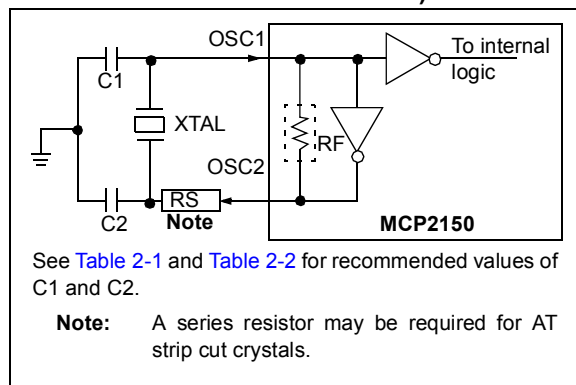 OSC1
To internal
logic
C1
XTAL
RF
OSC2
RS
C2
Note
MCP2150
See Table 2-1 and Table 2-2 for recommended values of
C1 and C2.
Note: A series resistor may be required for AT
strip cut crystals.